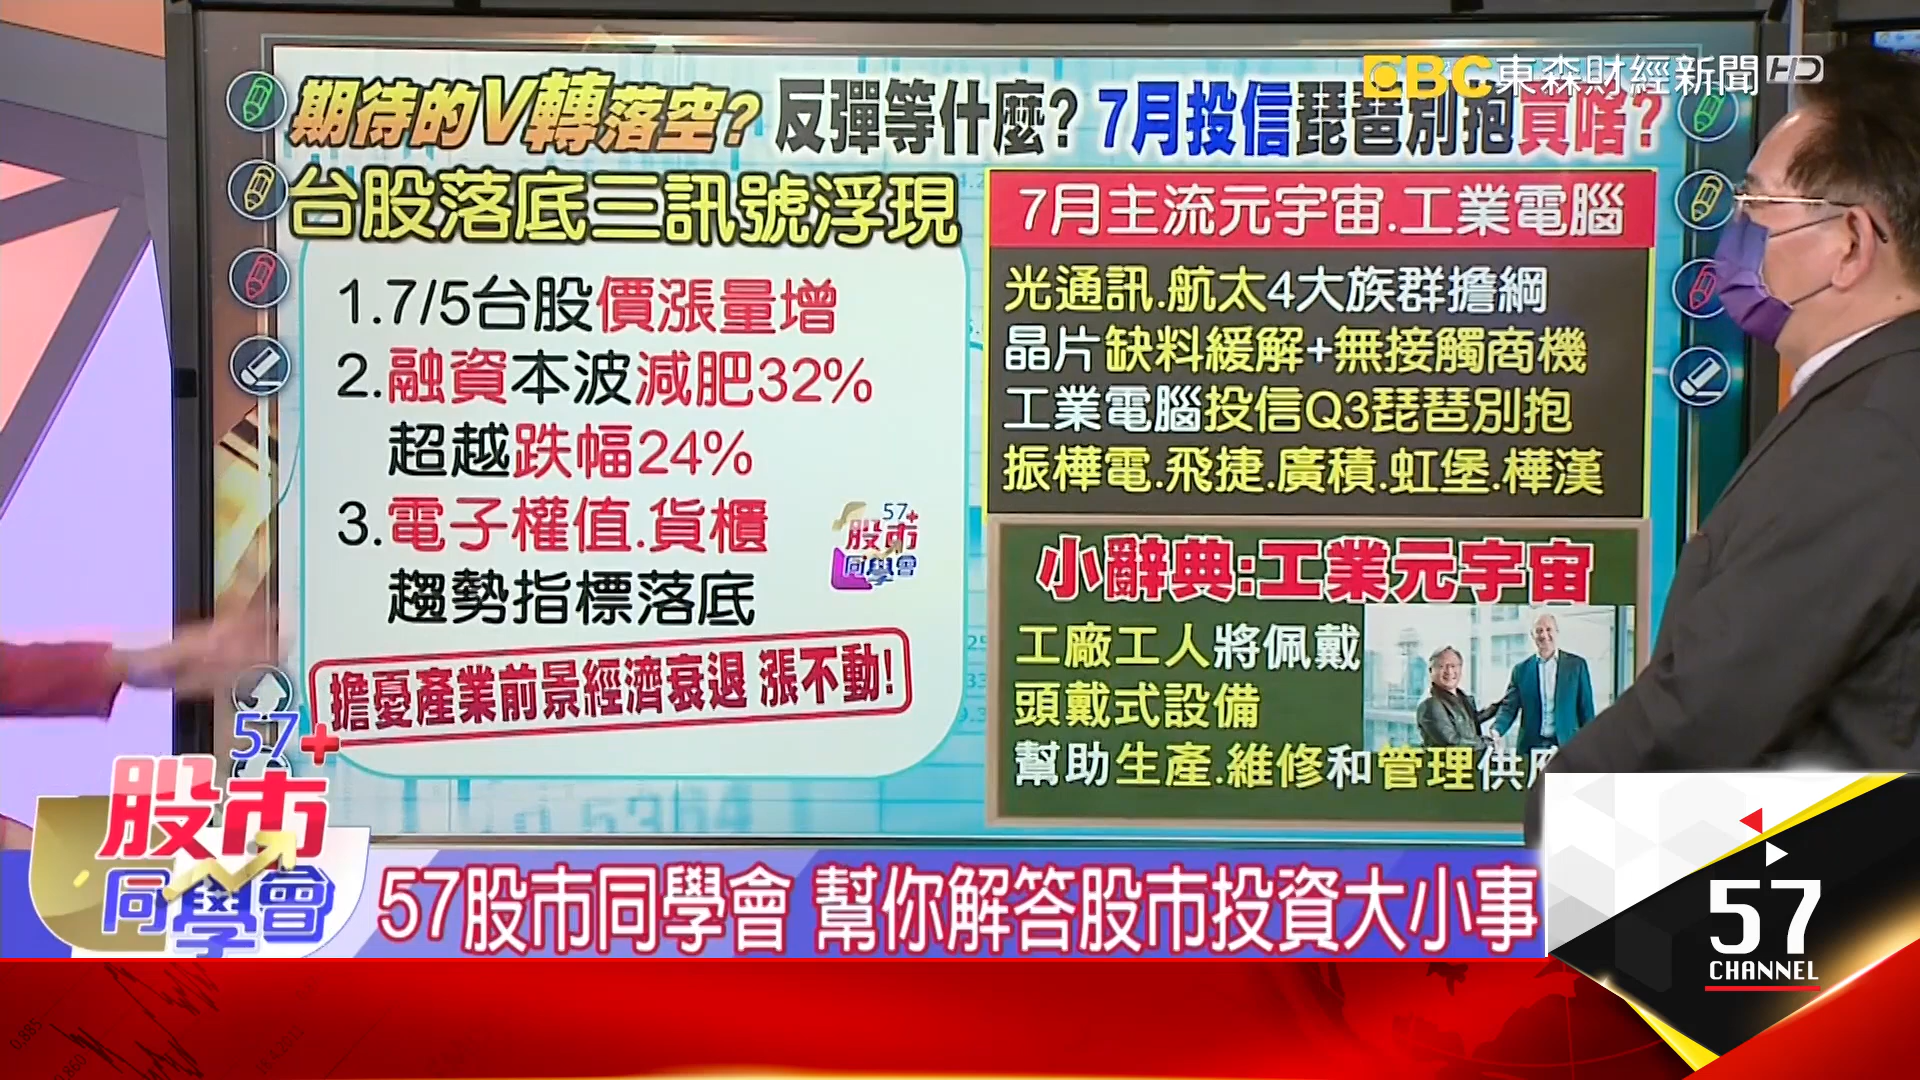 EBC東森財經新聞HD
期待的V轉落空?反彈等什麼?7月投信琵琶別抱買啥?
台股落底三訊號浮現
1.7/5台股價漲量增
2.融資本波減肥32%
超越跌幅24%
3.電子權值.貨櫃
趨勢指標落底
擔憂產業前景經濟衰退 漲不動!
57+
股市
同學會
7月主流元宇宙.工業電腦
光通訊.航太4大族群擔綱
晶片缺料緩解+無接觸商機
工業電腦投信Q3琵琶別抱
振樺電.飛捷.廣積.虹堡.樺漢
小辭典:工業元宇宙
工廠工人將佩戴
頭戴式設備
幫助生產.維修和管理供
57+
股市
同學會
57股市同學會 幫你解答股市投資大小事
57
CHANNEL